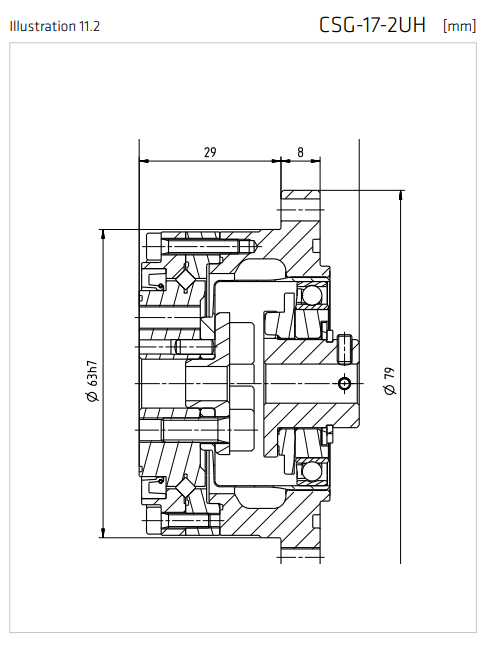 Illustration 11.2
CSG-17-2UH [mm]
29
8
Ø 63h7
Ø 79